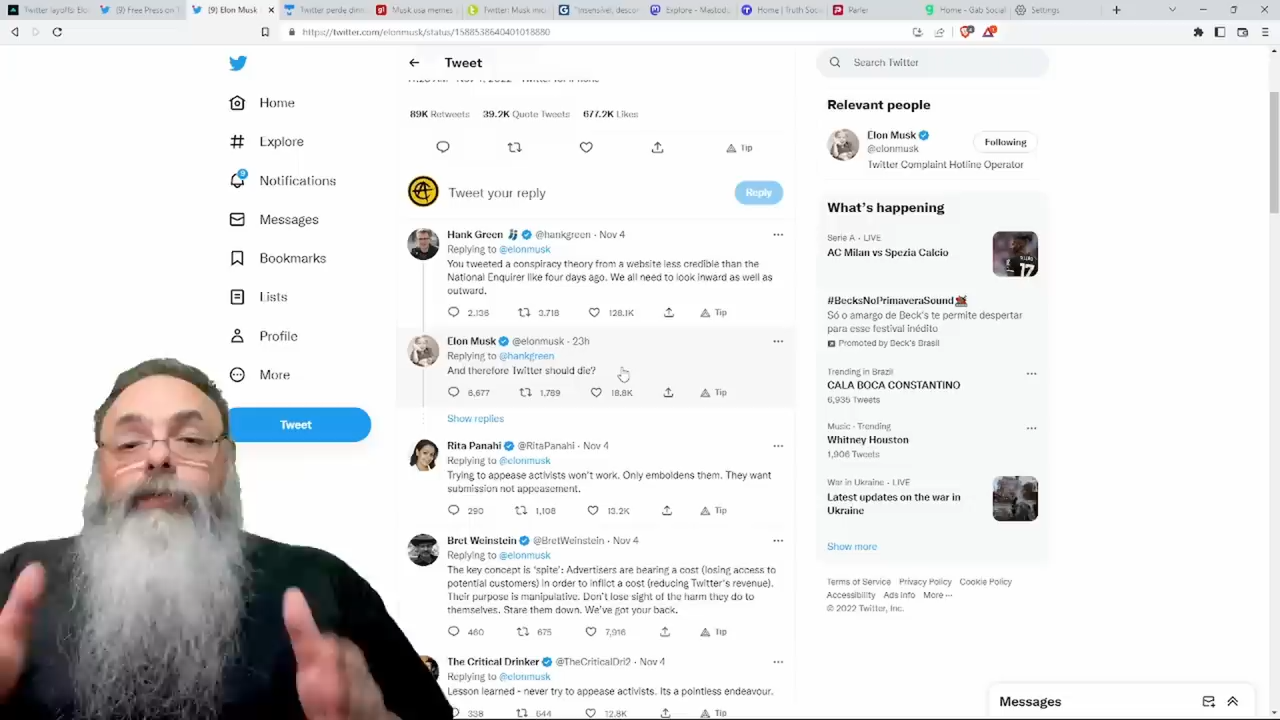 Twitter layoffs: Elon
(9) Free Press on T
(9) Elon Musk
Twitter perde dinh
Musk usa memes
Twitter: Musk
"Insensível, descon
Explore - Mastodo
Home | Truth Soci
Parler
Home - Gab Social
Settings
https://twitter.com/elonmusk/status/1588538640401018880
Home
Explore
9
Notifications
Messages
Bookmarks
Lists
Profile
More
Tweet
Tweet
89K Retweets 39.2K Quote Tweets 677.2K Likes
Tip
Tweet your reply
Reply
Hank Green @hankgreen · Nov 4
Replying to @elonmusk
You tweeted a conspiracy theory from a website less credible than the
National Enquirer like four days ago. We all need to look inward as well as
outward.
2,136 3,718 128.1K Tip
Elon Musk @elonmusk · 23h
Replying to @hankgreen
And therefore Twitter should die?
6,677 1,789 18.8K Tip
Show replies
Rita Panahi @RitaPanahi · Nov 4
Replying to @elonmusk
Trying to appease activists won't work. Only emboldens them. They want
submission not appeasement.
290 1,108 13.2K Tip
Bret Weinstein @BretWeinstein · Nov 4
Replying to @elonmusk
The key concept is 'spite': Advertisers are bearing a cost (losing access to
potential customers) in order to inflict a cost (reducing Twitter's revenue).
Their purpose is manipulative. Don't lose sight of the harm they do to
themselves. Stare them down. We've got your back.
460 675 7,916 Tip
The Critical Drinker @TheCriticalDri2 · Nov 4
Replying to @elonmusk
Lesson learned - never try to appease activists. Its a pointless endeavour.
338 644 12.8K Tip
Search Twitter
Relevant people
Elon Musk
@elonmusk
Following
Twitter Complaint Hotline Operator
What's happening
Serie A · LIVE
AC Milan vs Spezia Calcio
17
#BecksNoPrimaveraSound
Só o amargo de Beck's te permite despertar
para esse festival inédito
Promoted by Beck's Brasil
Trending in Brazil
CALA BOCA CONSTANTINO
6,935 Tweets
Music · Trending
Whitney Houston
1,906 Tweets
War in Ukraine · LIVE
Latest updates on the war in
Ukraine
Show more
Terms of Service Privacy Policy Cookie Policy
Accessibility Ads Info More ···
© 2022 Twitter, Inc.
Messages